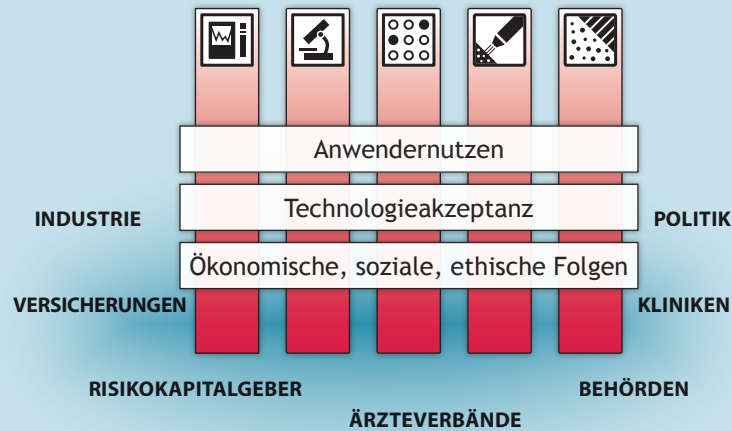 Anwendernutzen
Technologieakzeptanz
INDUSTRIE
POLITIK
Ökonomische, soziale, ethische Folgen
VERSICHERUNGEN
KLINIKEN
RISIKOKAPITALGEBER
BEHÖRDEN
ÄRZTEVERBÄNDE